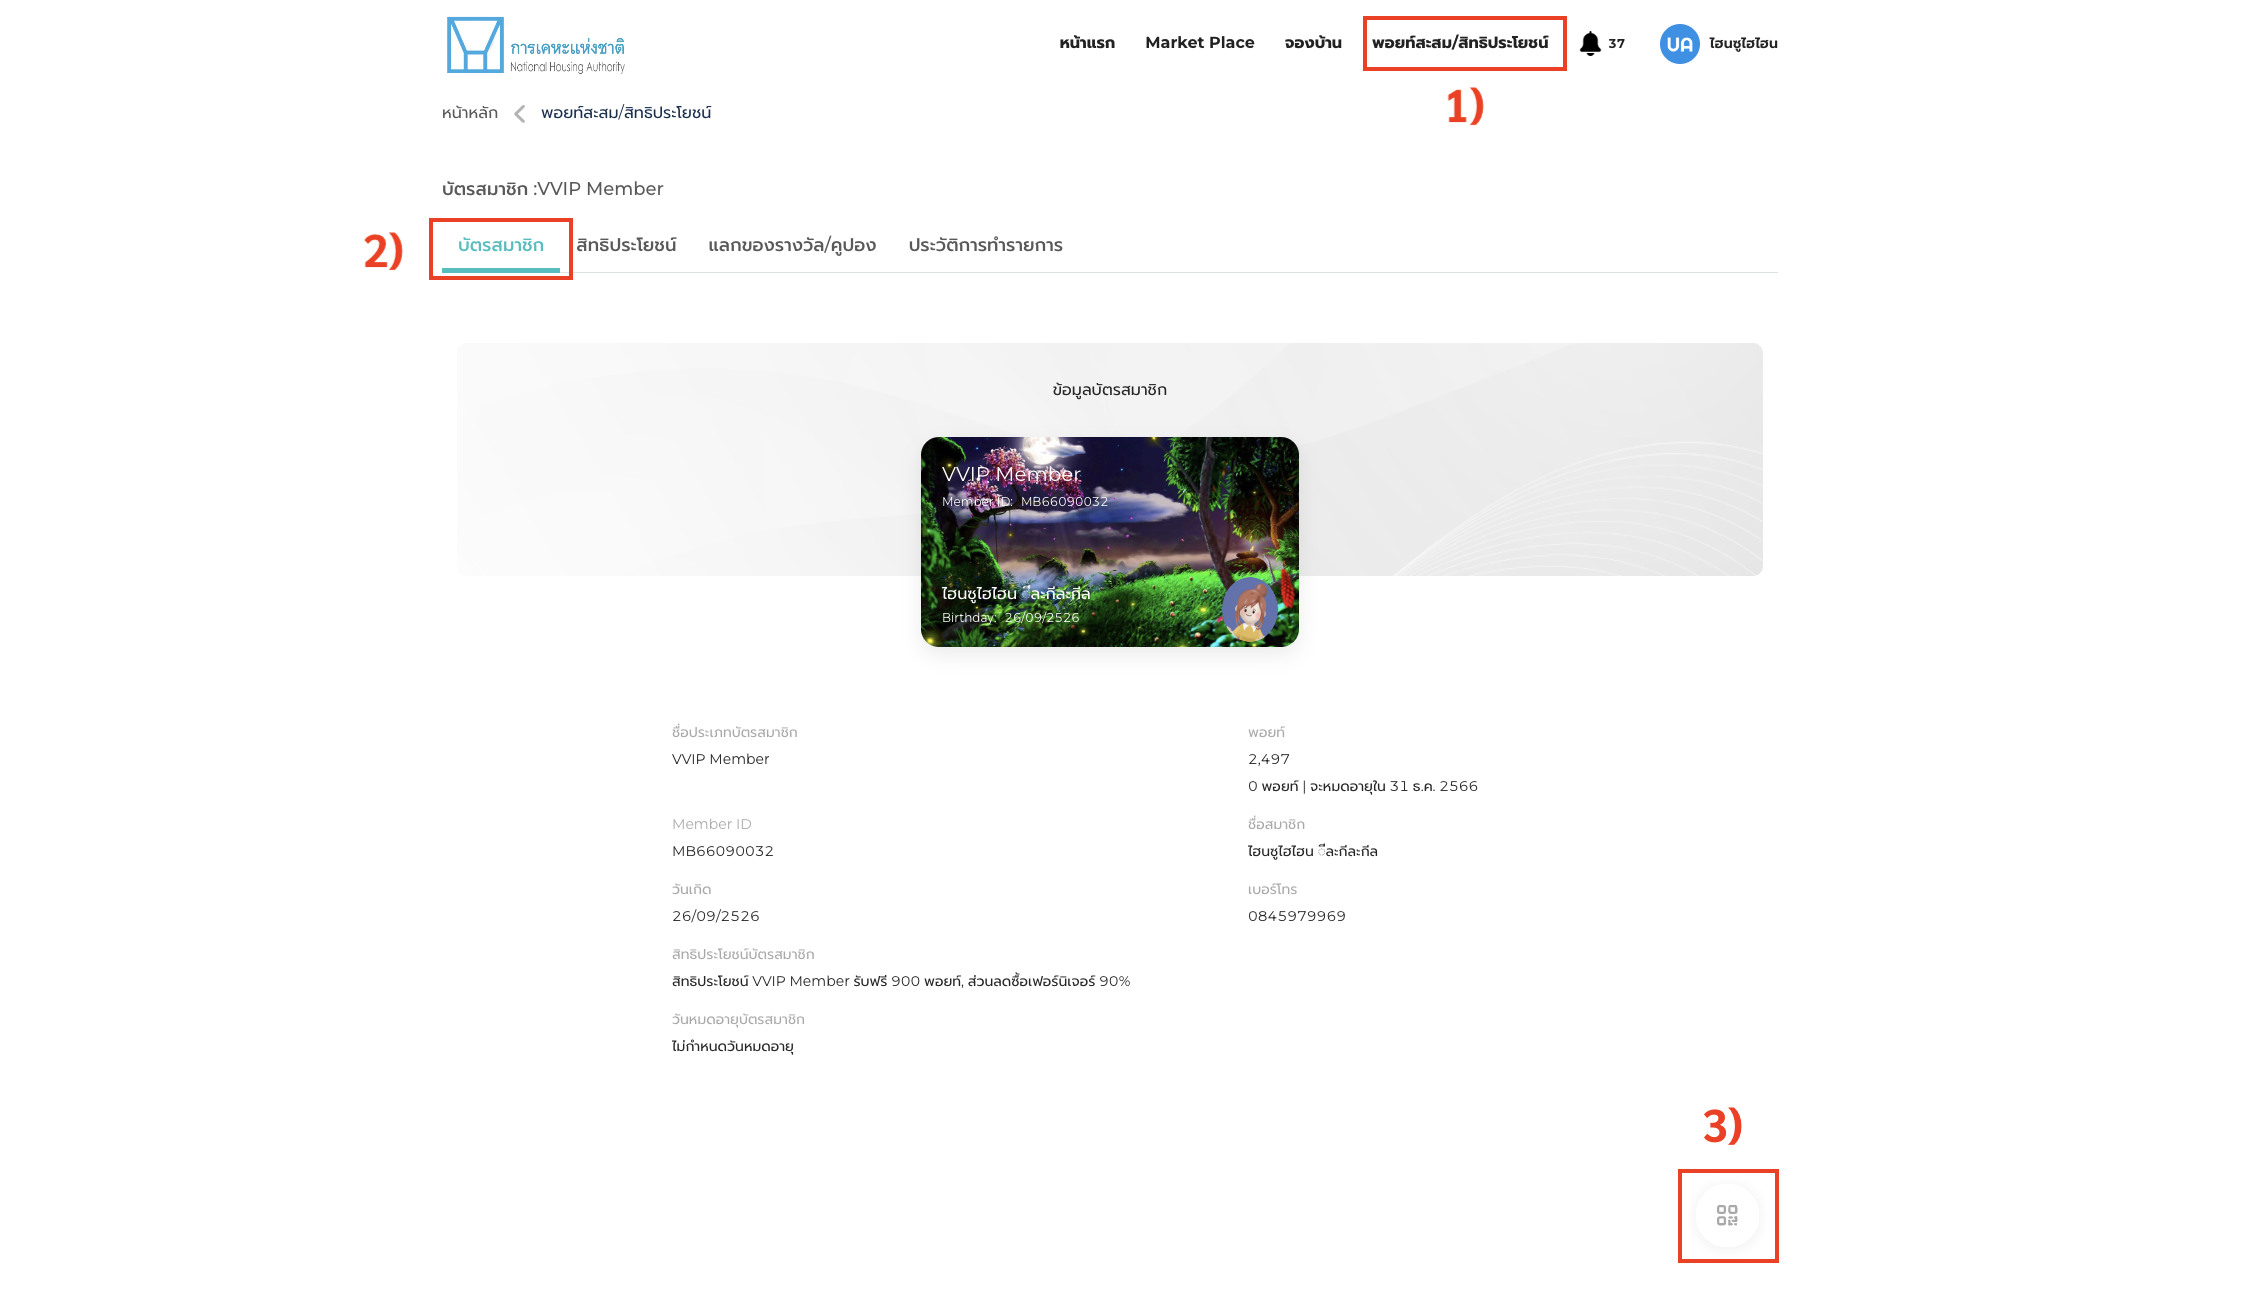 การเคหะแห่งชาติ
National Housing Authority
หน้าแรก Market Place จองบ้าน พอยท์สะสม/สิทธิประโยชน์ 37 UA ไฮนซูไฮไฮน
1)
หน้าหลัก พอยท์สะสม/สิทธิประโยชน์
บัตรสมาชิก :VVIP Member
2)
บัตรสมาชิก สิทธิประโยชน์ แลกของรางวัล/คูปอง ประวัติการทำรายการ
ข้อมูลบัตรสมาชิก
VVIP Member
Member ID: MB66090032
ไฮนซูไฮไฮน ีละกีละกีล
Birthday: 26/09/2526
ชื่อประเภทบัตรสมาชิก
VVIP Member
พอยท์
2,497
0 พอยท์ | จะหมดอายุใน 31 ธ.ค. 2566
Member ID
MB66090032
ชื่อสมาชิก
ไฮนซูไฮไฮน ีละกีละกีล
วันเกิด
26/09/2526
เบอร์โทร
0845979969
สิทธิประโยชน์บัตรสมาชิก
สิทธิประโยชน์ VVIP Member รับฟรี 900 พอยท์, ส่วนลดซื้อเฟอร์นิเจอร์ 90%
วันหมดอายุบัตรสมาชิก
ไม่กำหนดวันหมดอายุ
3)